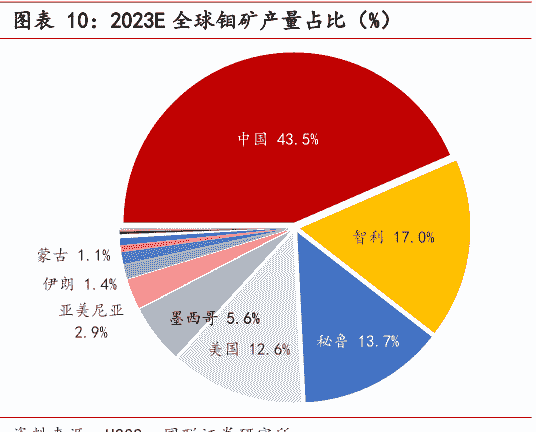 图表 10：2023E 全球钼矿产量占比（%）
中国 43.5%
智利 17.0%
蒙古 1.1%
伊朗 1.4%
亚美尼亚
2.9%
墨西哥 5.6%
美国 12.6%
秘鲁 13.7%